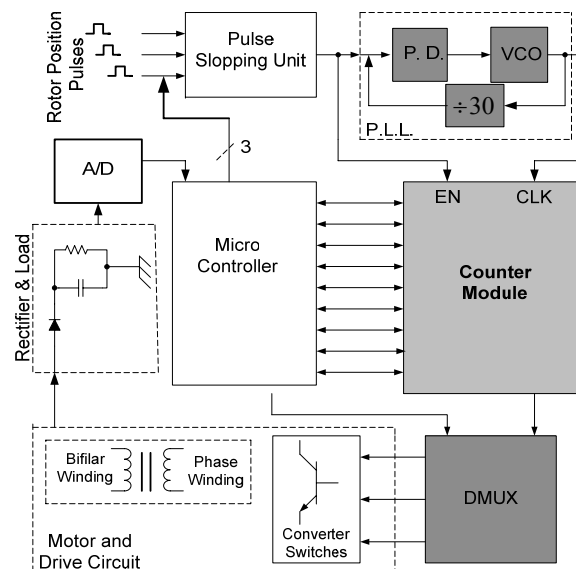 Rotor Position
Pulses
Pulse
Slopping Unit
P. D.
VCO
÷30
P.L.L.
3
A/D
EN
CLK
Micro
Controller
Counter
Module
Rectifier & Load
Bifilar
Winding
Phase
Winding
Converter
Switches
DMUX
Motor and
Drive Circuit